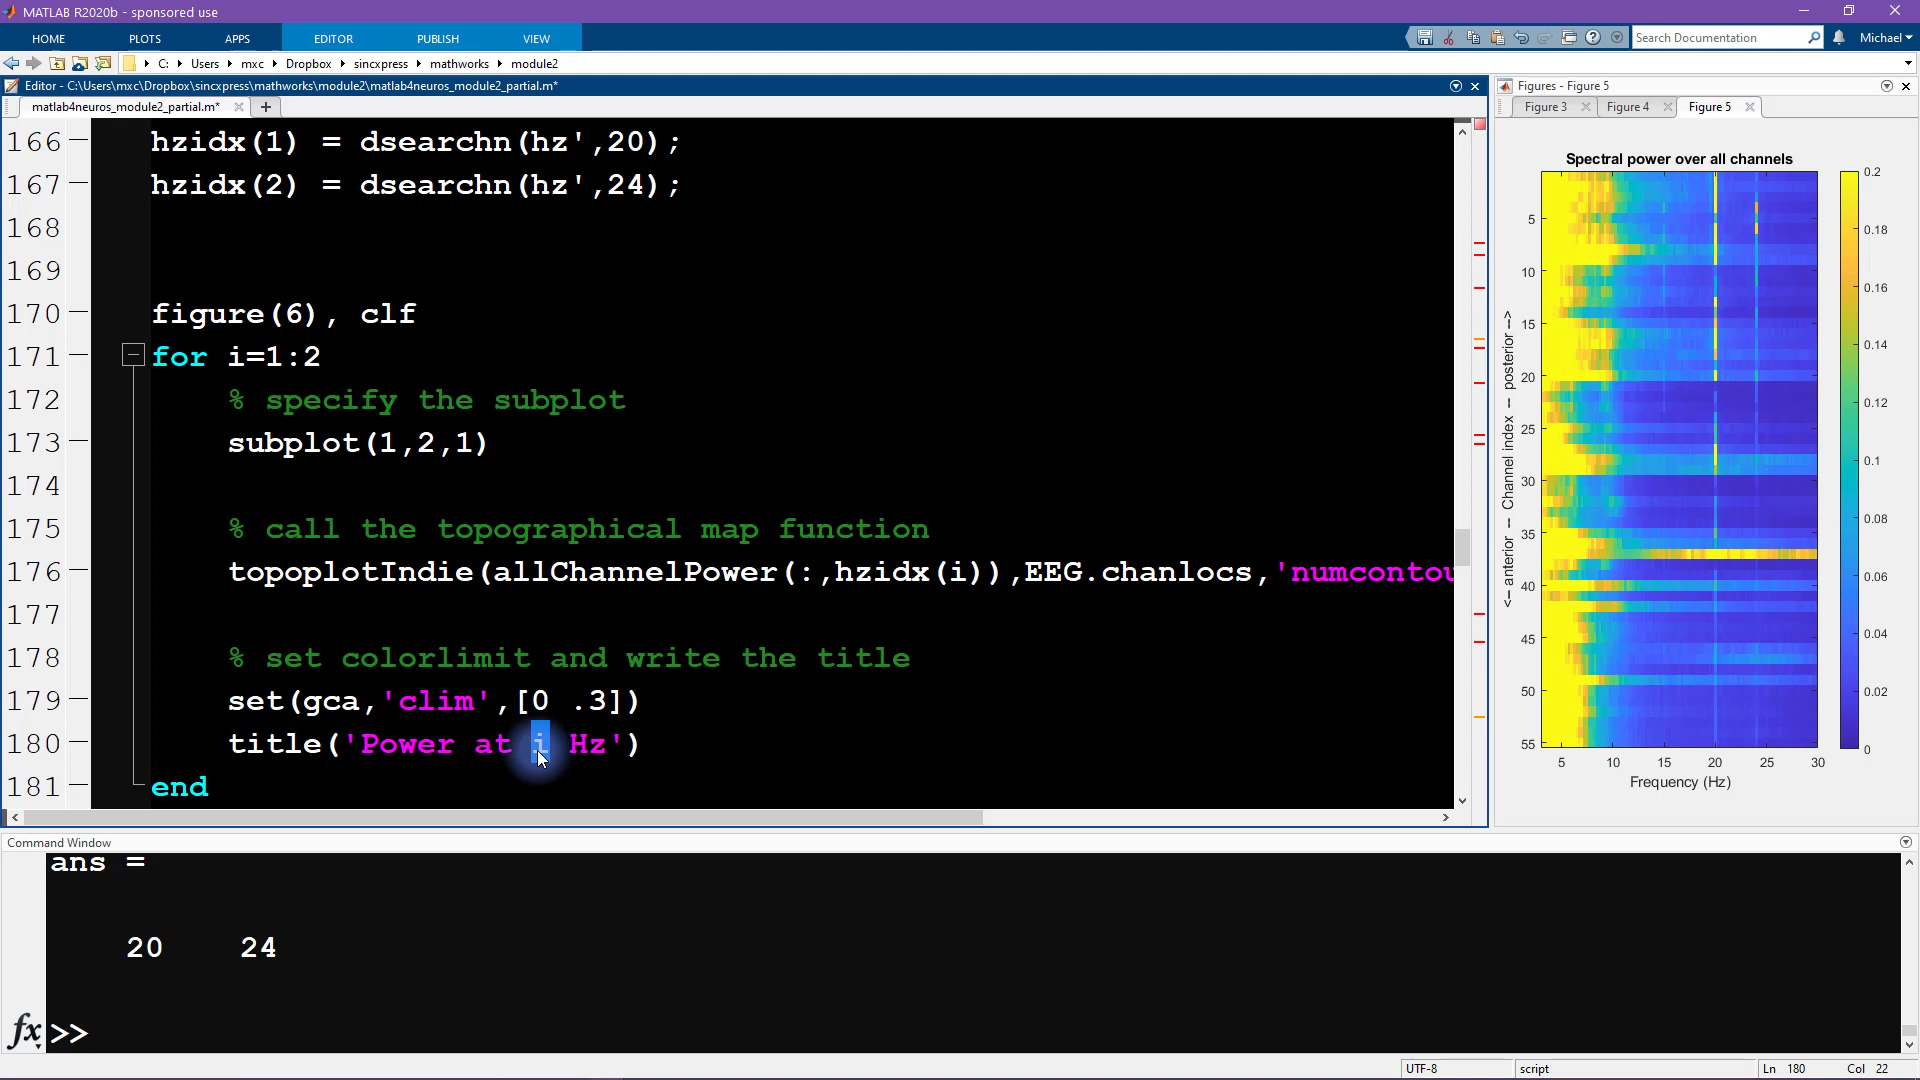 MATLAB R2020b - sponsored use
HOME PLOTS APPS EDITOR PUBLISH VIEW Search Documentation Michael
C: Users mxc Dropbox sincxpress mathworks module2
Editor - C:\Users\mxc\Dropbox\sincxpress\mathworks\module2\matlab4neuros_module2_partial.m*
matlab4neuros_module2_partial.m*
166 hzidx(1) = dsearchn(hz',20);
167 hzidx(2) = dsearchn(hz',24);
168
169
170 figure(6), clf
171 for i=1:2
172 % specify the subplot
173 subplot(1,2,1)
174
175 % call the topographical map function
176 topoplotIndie(allChannelPower(:,hzidx(i)),EEG.chanlocs,'numcontou
177
178 % set colorlimit and write the title
179 set(gca,'clim',[0 .3])
180 title('Power at i Hz')
181 end
Figures - Figure 5
Figure 3 Figure 4 Figure 5
Spectral power over all channels
<-- anterior -- Channel index -- posterior -->
5
10
15
20
25
30
35
40
45
50
55
5 10 15 20 25 30
Frequency (Hz)
0.2
0.18
0.16
0.14
0.12
0.1
0.08
0.06
0.04
0.02
0
Command Window
ans =
20 24
fx >>
UTF-8 script Ln 180 Col 22